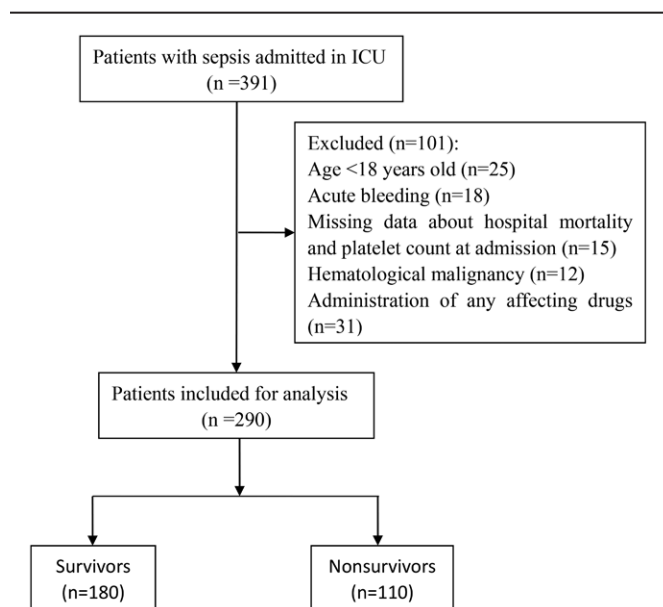 Patients with sepsis admitted in ICU
(n =391)
Excluded (n=101):
Age <18 years old (n=25)
Acute bleeding (n=18)
Missing data about hospital mortality
and platelet count at admission (n=15)
Hematological malignancy (n=12)
Administration of any affecting drugs
(n=31)
Patients included for analysis
(n =290)
Survivors
(n=180)
Nonsurvivors
(n=110)